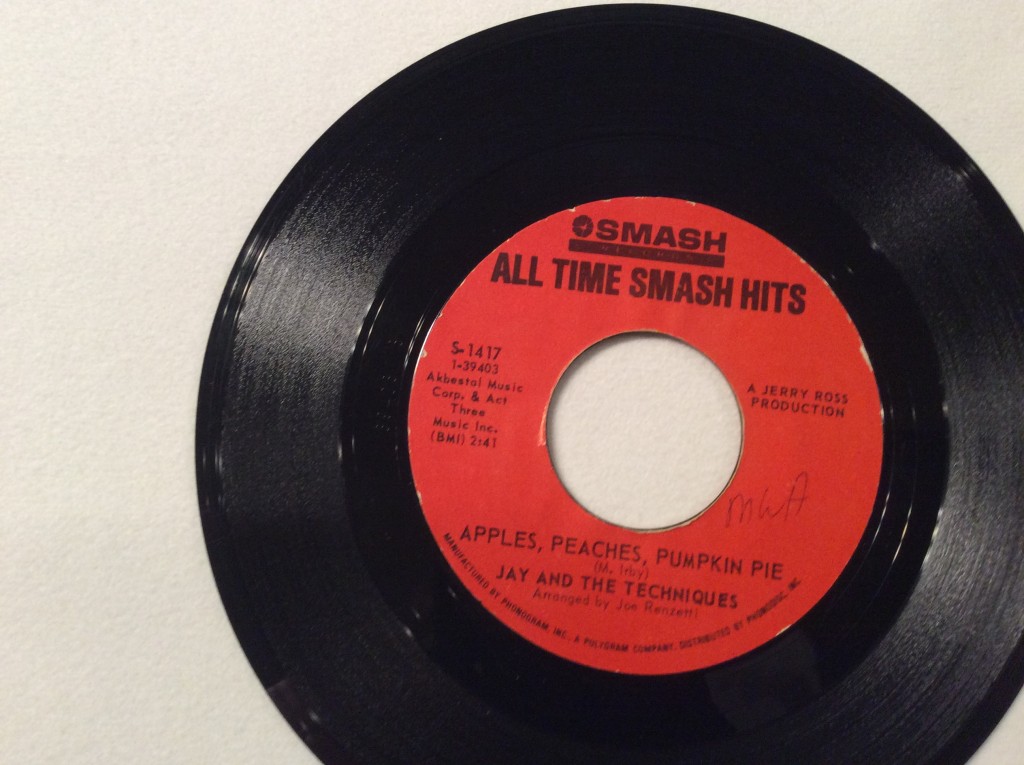 SMASH
RECORDS
ALL TIME SMASH HITS
S-1417
1-39403
Akbestal Music
Corp. & Act
Three
Music Inc.
(BMI) 2:41
A JERRY ROSS
PRODUCTION
MWA
APPLES, PEACHES, PUMPKIN PIE
(M. Irby)
JAY AND THE TECHNIQUES
Arranged by Joe Renzetti
MANUFACTURED BY PHONOGRAM, INC., A POLYGRAM COMPANY. DISTRIBUTED BY PHONODISC, INC